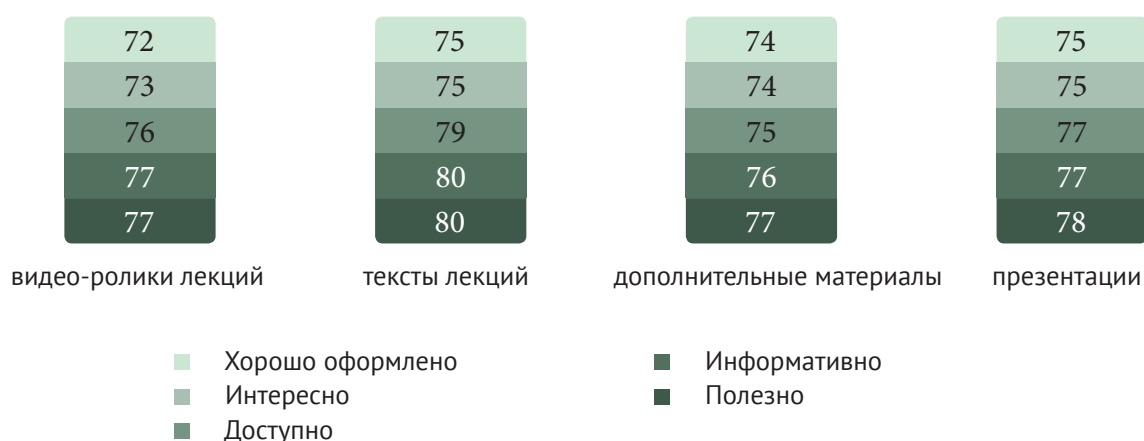 72 75 74 75
73 75 74 75
76 79 75 77
77 80 76 77
77 80 77 78
видео-ролики лекций тексты лекций дополнительные материалы презентации
Хорошо оформлено Информативно
Интересно Полезно
Доступно